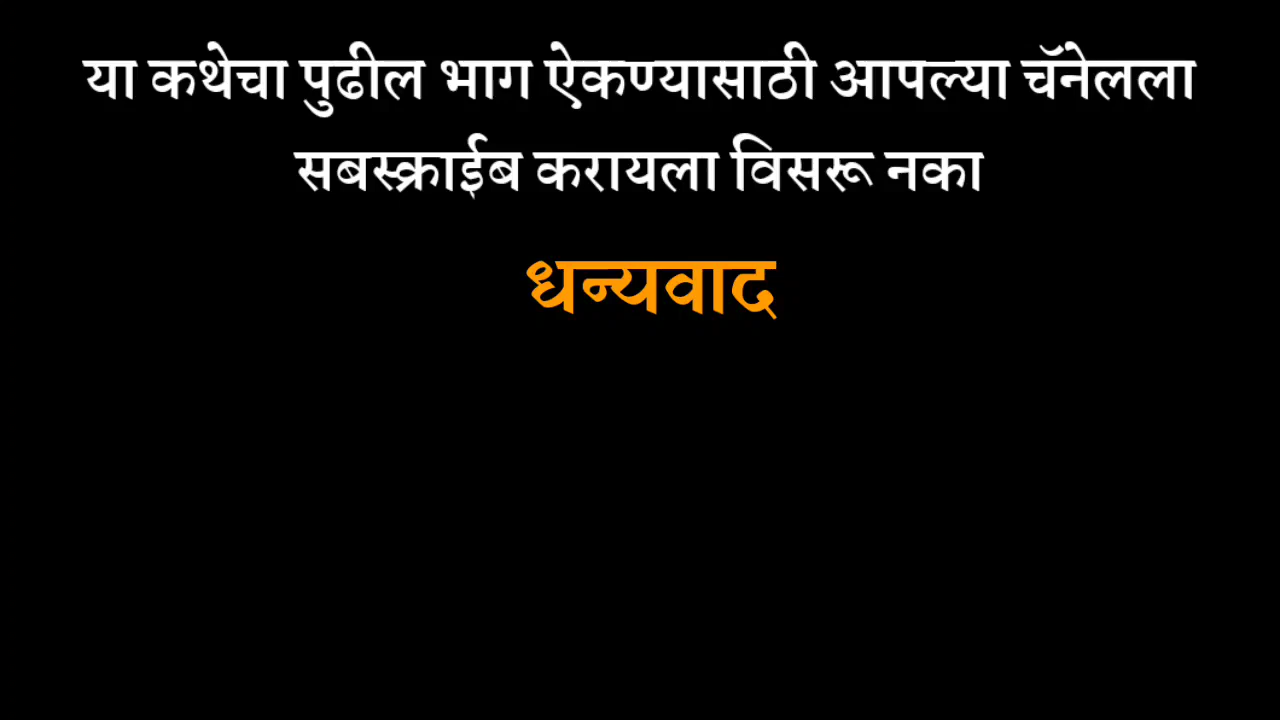 या कथेचा पुढील भाग ऐकण्यासाठी आपल्या चॅनेलला
सबस्क्राईब करायला विसरू नका
धन्यवाद